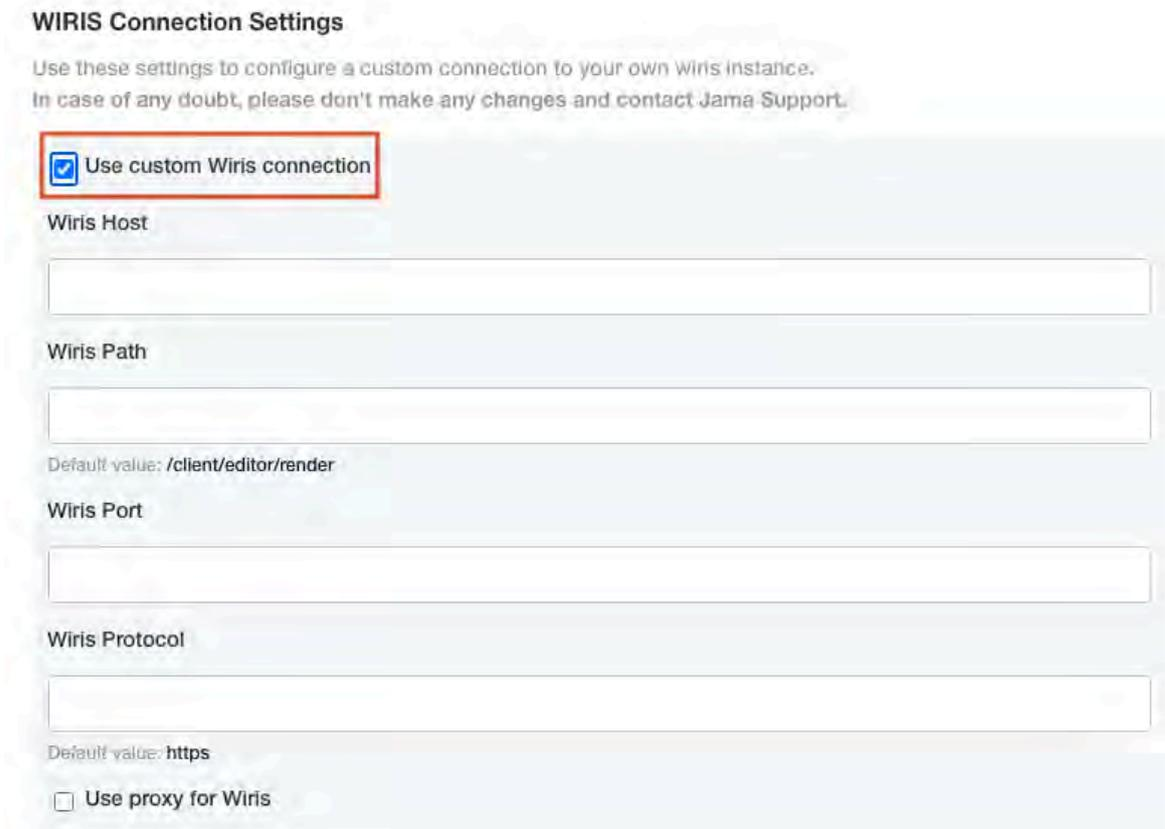 WIRIS Connection Settings
Use these settings to configure a custom connection to your own wiris instance.
In case of any doubt, please don't make any changes and contact Jama Support.
Use custom Wiris connection
Wiris Host
Wiris Path
Default value: /client/editor/render
Wiris Port
Wiris Protocol
Default value: https
Use proxy for Wiris